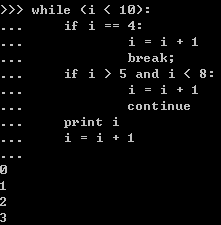 >>> while (i < 10):
...     if i == 4:
...             i = i + 1
...             break;
...     if i > 5 and i < 8:
...             i = i + 1
...             continue
...     print i
...     i = i + 1
...
0
1
2
3